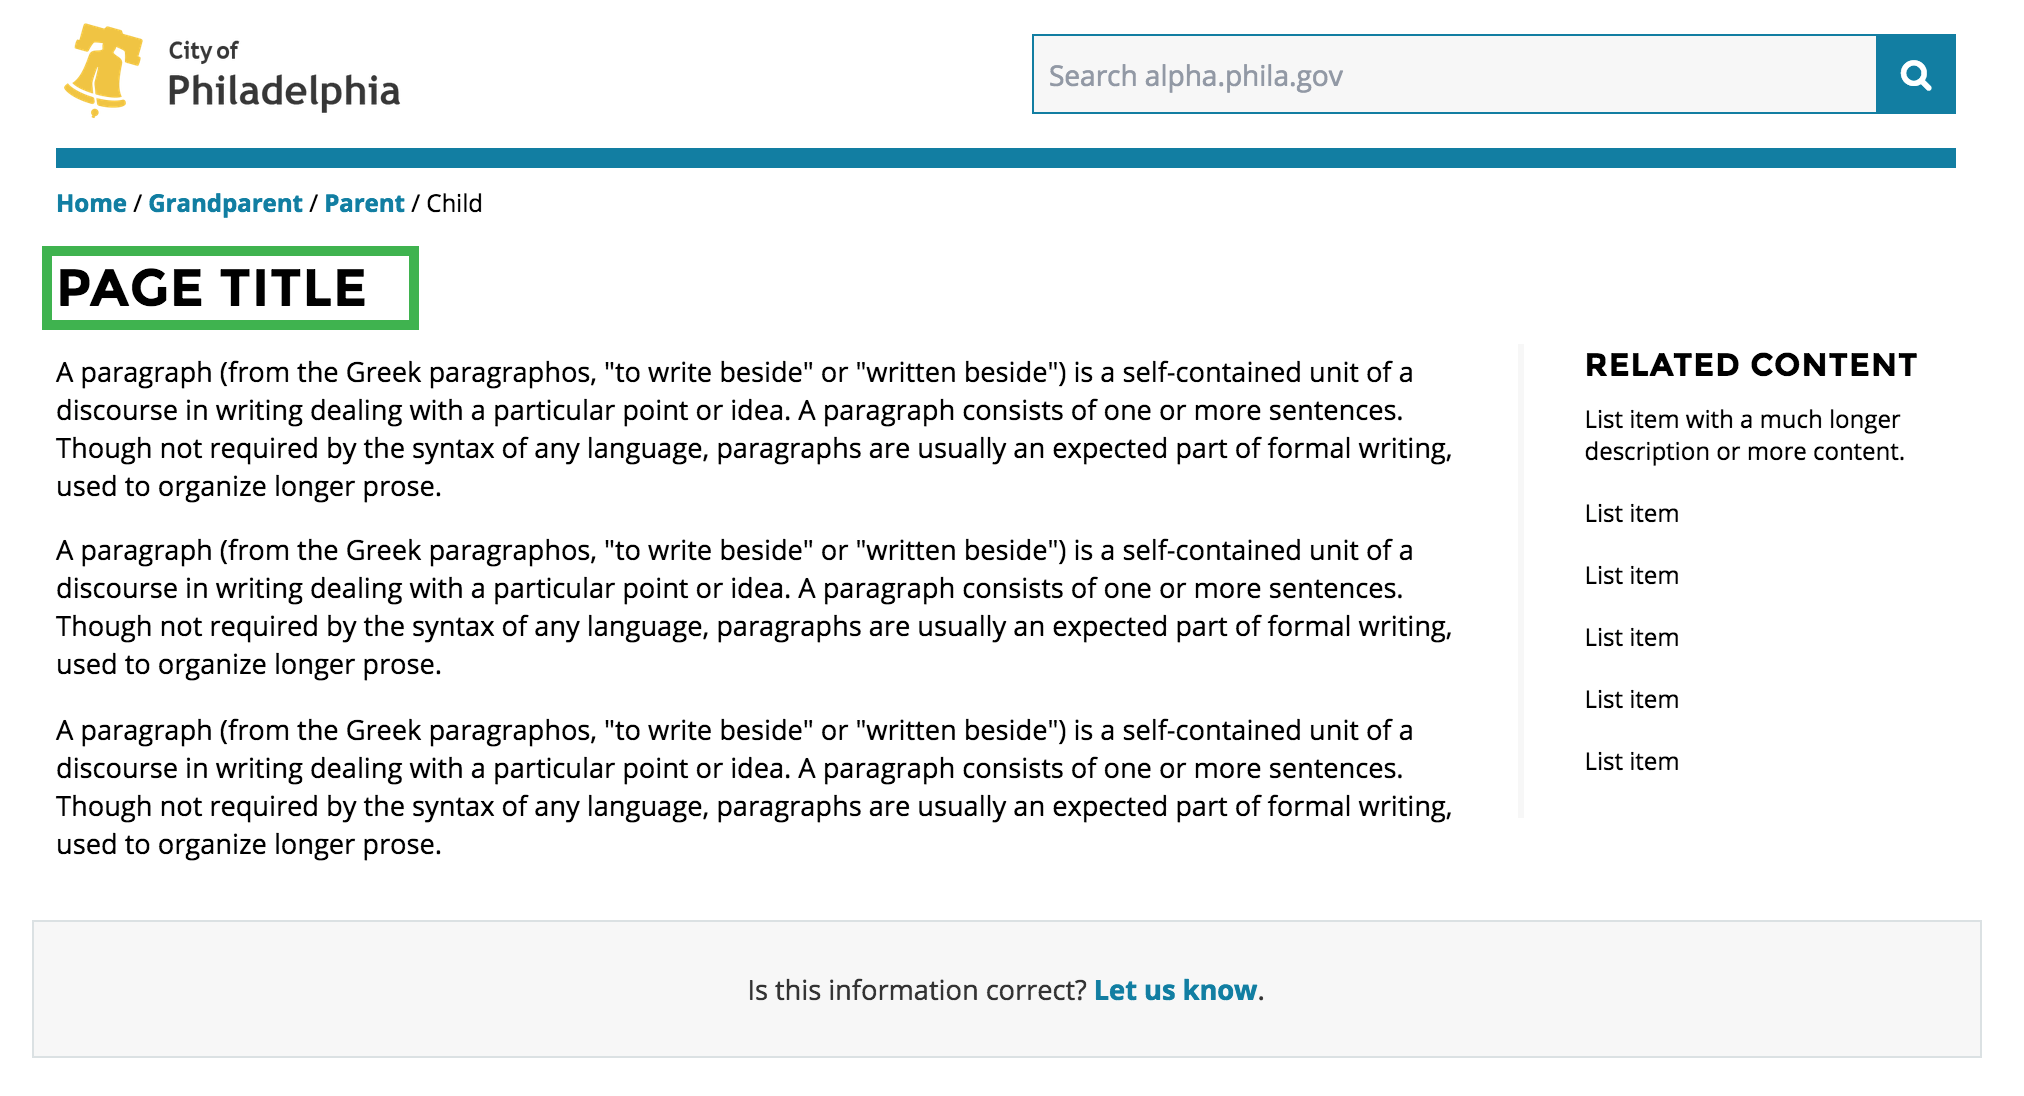 City of
Philadelphia
Search alpha.phila.gov
Home / Grandparent / Parent / Child
PAGE TITLE
A paragraph (from the Greek paragraphos, "to write beside" or "written beside") is a self-contained unit of a
discourse in writing dealing with a particular point or idea. A paragraph consists of one or more sentences.
Though not required by the syntax of any language, paragraphs are usually an expected part of formal writing,
used to organize longer prose.
A paragraph (from the Greek paragraphos, "to write beside" or "written beside") is a self-contained unit of a
discourse in writing dealing with a particular point or idea. A paragraph consists of one or more sentences.
Though not required by the syntax of any language, paragraphs are usually an expected part of formal writing,
used to organize longer prose.
A paragraph (from the Greek paragraphos, "to write beside" or "written beside") is a self-contained unit of a
discourse in writing dealing with a particular point or idea. A paragraph consists of one or more sentences.
Though not required by the syntax of any language, paragraphs are usually an expected part of formal writing,
used to organize longer prose.
RELATED CONTENT
List item with a much longer
description or more content.
List item
List item
List item
List item
List item
Is this information correct? Let us know.